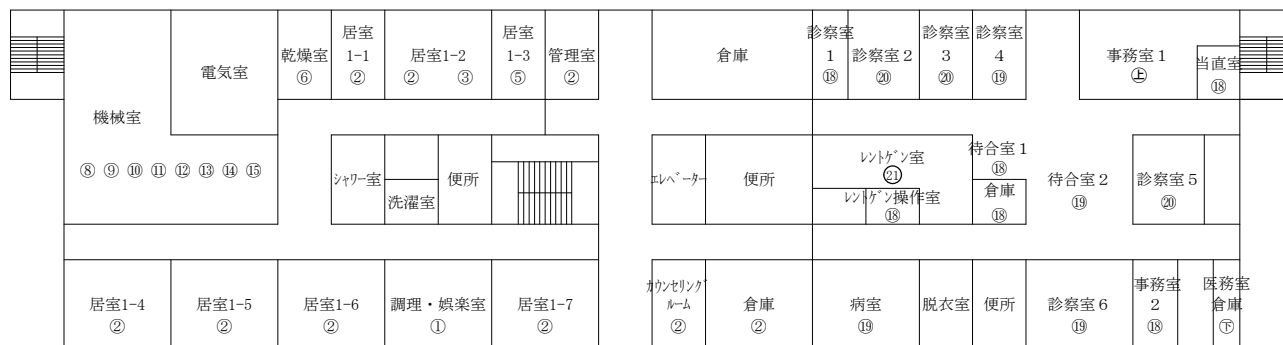 電気室
乾燥室
⑥
居室
1-1
②
居室1-2
② ③
居室
1-3
⑤
管理室
②
倉庫
診察室
1
⑱
診察室2
⑳
診察室
3
⑳
診察室
4
⑲
事務室1
㊤
当直室
⑱
機械室
⑧ ⑨ ⑩ ⑪ ⑫ ⑬ ⑭ ⑮
ｼｬﾜｰ室
洗濯室
便所
ｴﾚﾍﾞｰﾀｰ
便所
ﾚﾝﾄｹﾞﾝ室
㉑
ﾚﾝﾄｹﾞﾝ操作室
⑱
待合室1
⑱
倉庫
⑱
待合室2
⑲
診察室5
⑳
居室1-4
②
居室1-5
②
居室1-6
②
調理・娯楽室
①
居室1-7
②
ｶｳﾝｾﾘﾝｸﾞ
ﾙｰﾑ
②
倉庫
②
病室
⑲
脱衣室
便所
診察室6
⑲
事務室
2
⑱
医務室
倉庫
㊦